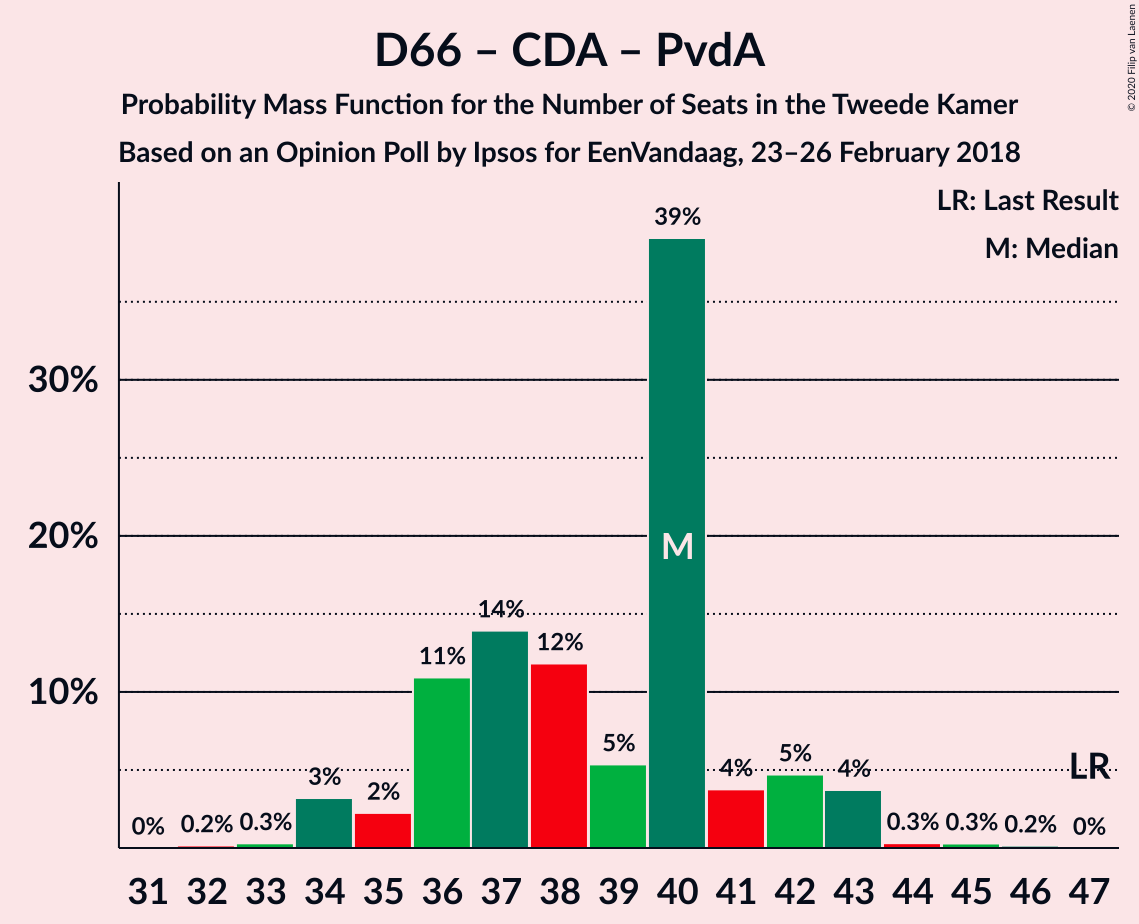 D66 – CDA – PvdA
Probability Mass Function for the Number of Seats in the Tweede Kamer
Based on an Opinion Poll by Ipsos for EenVandaag, 23–26 February 2018
© 2020 Filip van Laenen
LR: Last Result
M: Median
30%
20%
10%
0% 0.2% 0.3% 3% 2% 11% 14% 12% 5% 39% 4% 5% 4% 0.3% 0.3% 0.2% 0%
M
LR
31 32 33 34 35 36 37 38 39 40 41 42 43 44 45 46 47